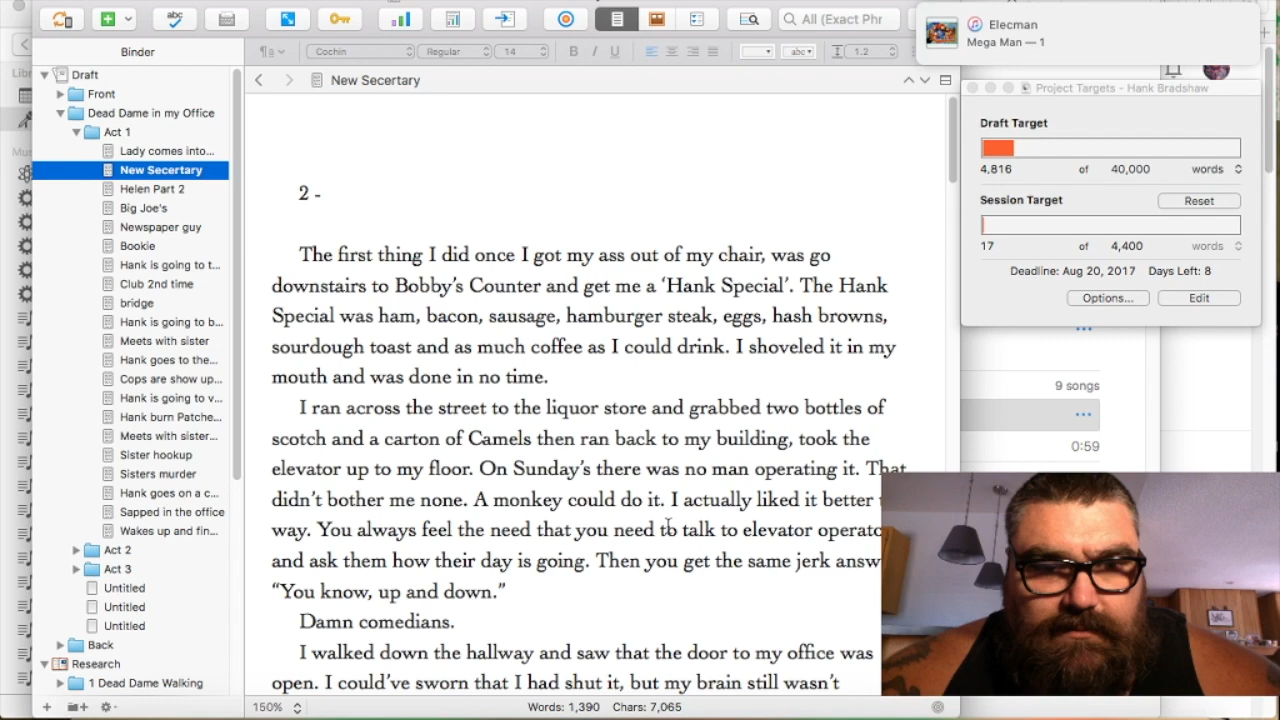 abc
All (Exact Phr
Elecman
Mega Man — 1
Binder
Cochin
Regular
14
B I U
abc
1.2
New Secertary
Project Targets - Hank Bradshaw
Draft
Front
Dead Dame in my Office
Act 1
Lady comes into...
New Secertary
Helen Part 2
Big Joe's
Newspaper guy
Bookie
Hank is going to t...
Club 2nd time
bridge
Hank is going to b...
Meets with sister
Hank goes to the...
Cops are show up...
Hank is going to v...
Hank burn Patche...
Meets with sister...
Sister hookup
Sisters murder
Hank goes on a c...
Sapped in the office
Wakes up and fin...
Act 2
Act 3
Untitled
Untitled
Untitled
Back
Research
1 Dead Dame Walking
2 -
The first thing I did once I got my ass out of my chair, was go
downstairs to Bobby's Counter and get me a ‘Hank Special’. The Hank
Special was ham, bacon, sausage, hamburger steak, eggs, hash browns,
sourdough toast and as much coffee as I could drink. I shoveled it in my
mouth and was done in no time.
I ran across the street to the liquor store and grabbed two bottles of
scotch and a carton of Camels then ran back to my building, took the
elevator up to my floor. On Sunday’s there was no man operating it. That
didn’t bother me none. A monkey could do it. I actually liked it better
way. You always feel the need that you need to talk to elevator operato
and ask them how their day is going. Then you get the same jerk answ
“You know, up and down.”
Damn comedians.
I walked down the hallway and saw that the door to my office was
open. I could’ve sworn that I had shut it, but my brain still wasn’t
150%
Words: 1,390 Chars: 7,065
Draft Target
4,816 of 40,000 words
Session Target
Reset
17 of 4,400 words
Deadline: Aug 20, 2017 Days Left: 8
Options...
Edit
9 songs
0:59